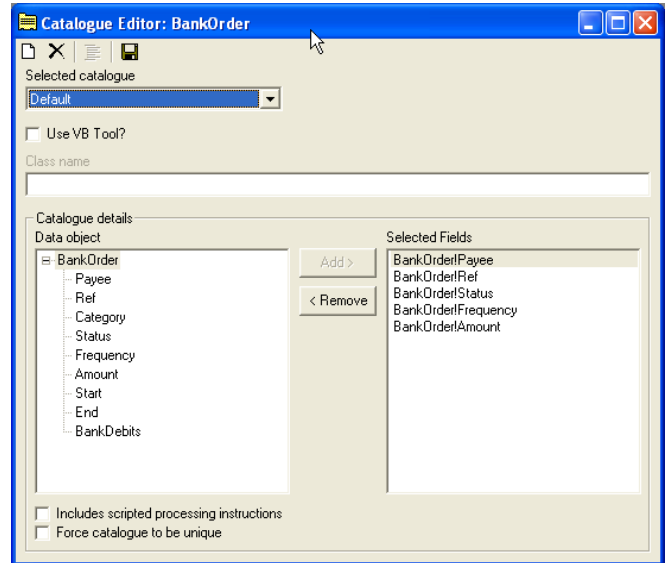 Catalogue Editor: BankOrder
Selected catalogue
Default
Use VB Tool?
Class name
Catalogue details
Data object
BankOrder
Payee
Ref
Category
Status
Frequency
Amount
Start
End
BankDebits
Add >
< Remove
Selected Fields
BankOrder!Payee
BankOrder!Ref
BankOrder!Status
BankOrder!Frequency
BankOrder!Amount
Includes scripted processing instructions
Force catalogue to be unique